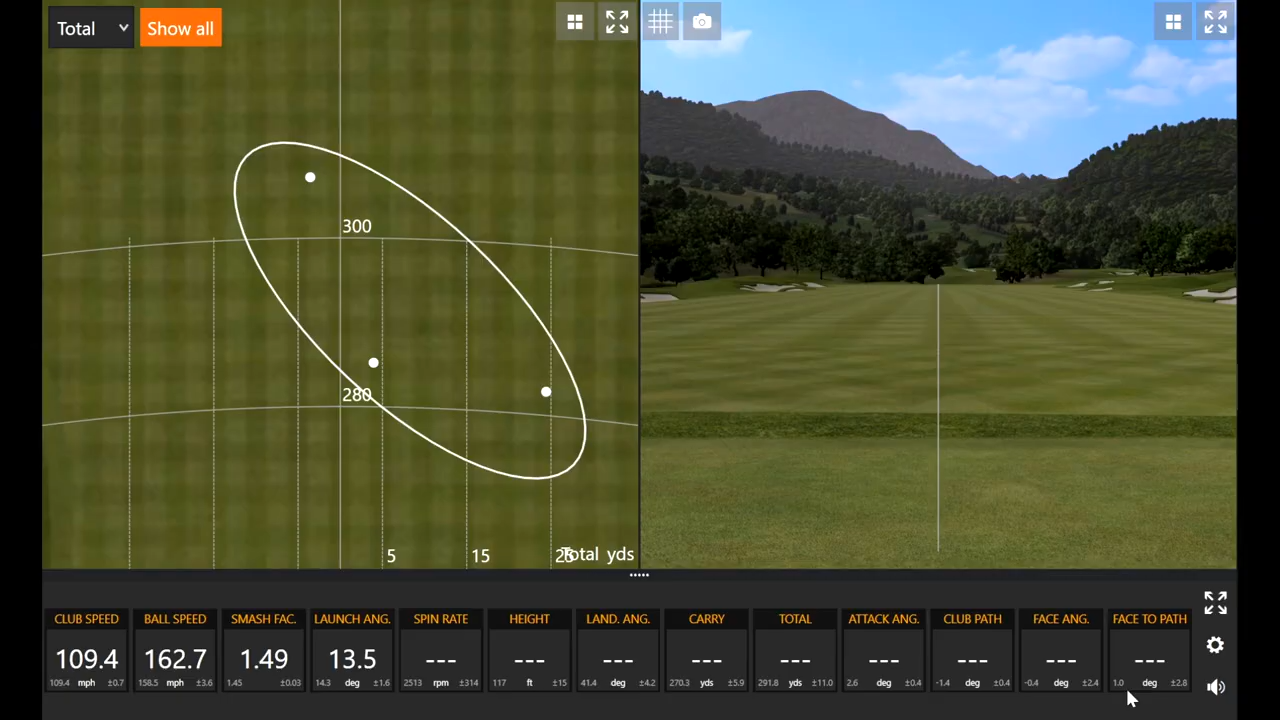 Total Show all
300
280
5 15 25
Total yds
CLUB SPEED BALL SPEED SMASH FAC. LAUNCH ANG. SPIN RATE HEIGHT LAND. ANG. CARRY TOTAL ATTACK ANG. CLUB PATH FACE ANG. FACE TO PATH
109.4 162.7 1.49 13.5 --- --- --- --- --- --- --- --- ---
109.4 mph ±0.7 158.5 mph ±3.6 1.45 ±0.03 14.3 deg ±1.6 2513 rpm ±314 117 ft ±15 41.4 deg ±4.2 270.3 yds ±5.9 291.8 yds ±11.0 2.6 deg ±0.4 -1.4 deg ±0.4 -0.4 deg ±2.4 1.0 deg ±2.8